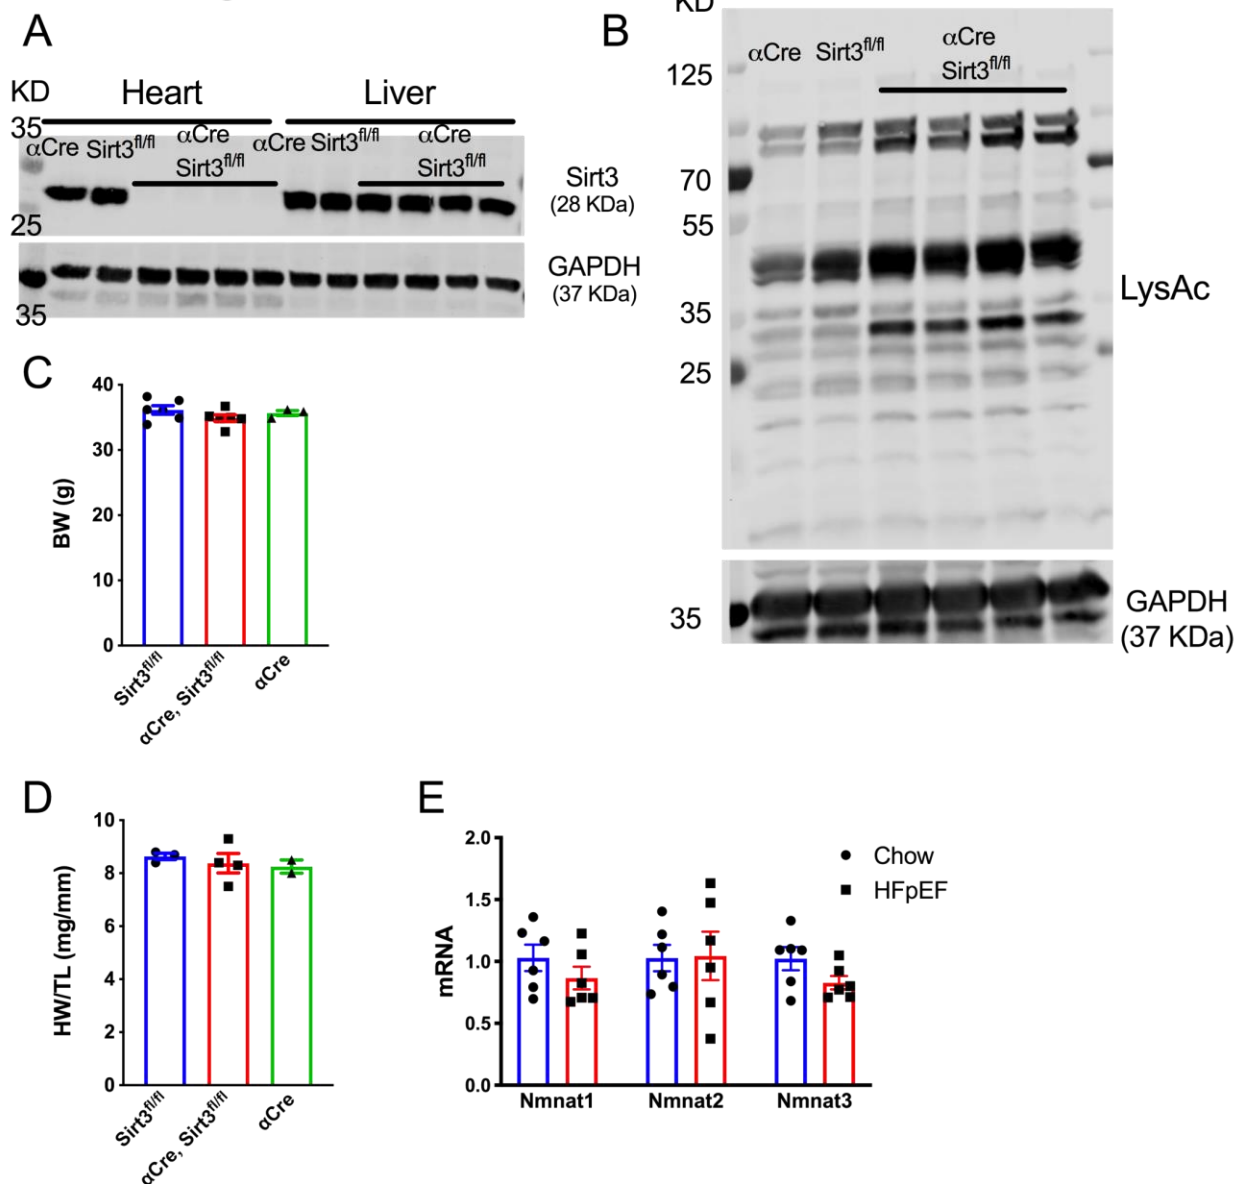 A
KD
Heart
Liver
35
αCre
Sirt3fl/fl
αCre
Sirt3fl/fl
αCre
Sirt3fl/fl
αCre
Sirt3fl/fl
25
Sirt3
(28 KDa)
GAPDH
(37 KDa)
35
B
KD
αCre
Sirt3fl/fl
αCre
Sirt3fl/fl
125
70
55
35
25
LysAc
35
GAPDH
(37 KDa)
C
40
30
20
10
0
BW (g)
Sirt3fl/fl
αCre, Sirt3fl/fl
αCre
D
10
8
6
4
2
0
HW/TL (mg/mm)
Sirt3fl/fl
αCre, Sirt3fl/fl
αCre
E
2.0
1.5
1.0
0.5
0.0
mRNA
Chow
HFpEF
Nmnat1
Nmnat2
Nmnat3